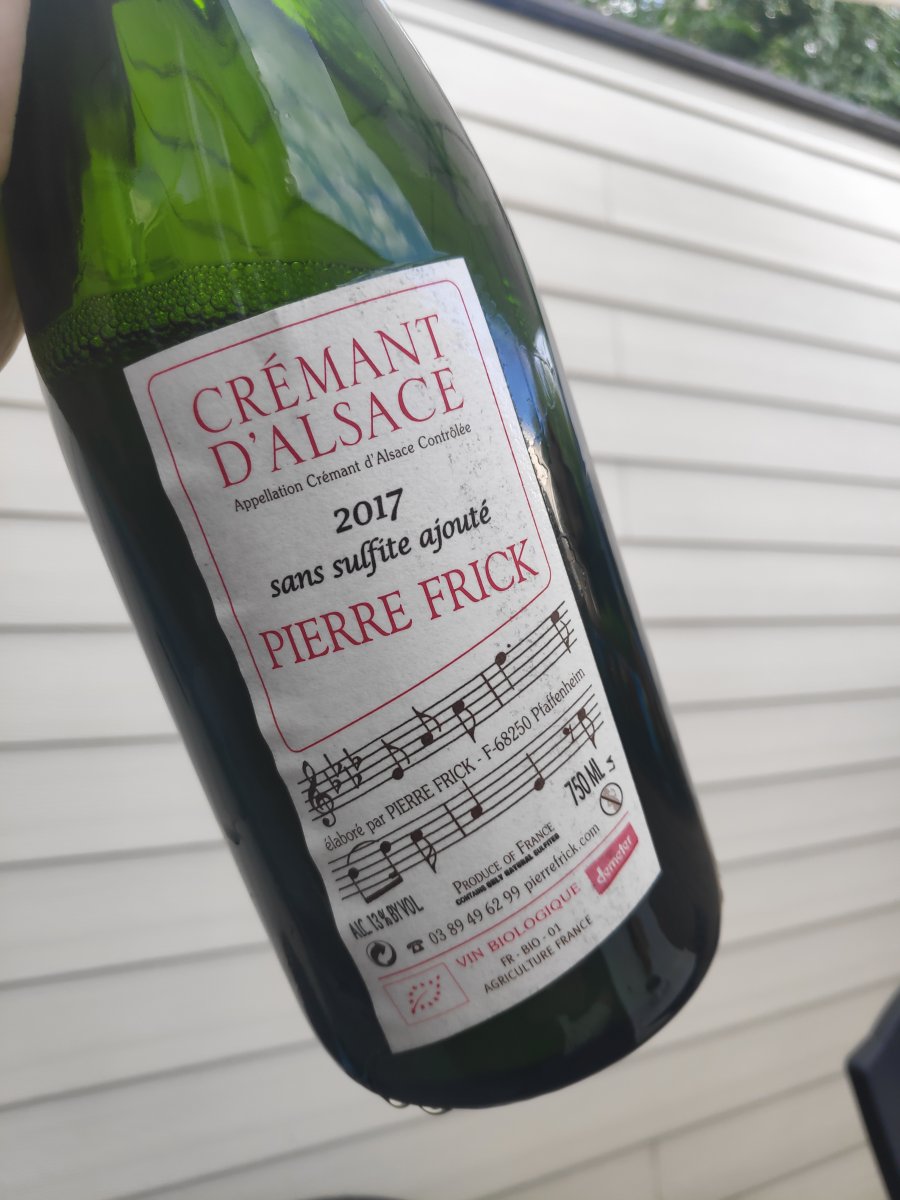 CRÉMANT
D'ALSACE
Appellation Crémant d'Alsace Contrôlée
2017
sans sulfite ajouté
PIERRE FRICK
élaboré par PIERRE FRICK - F-68250 Pfaffenheim
750 ML
PRODUCE OF FRANCE
CONTAINS ONLY NATURAL SULFITES
ALC. 13% BY VOL
03 89 49 62 99 pierrefrick.com
VIN BIOLOGIQUE
demeter
FR - BIO - 01
AGRICULTURE FRANCE